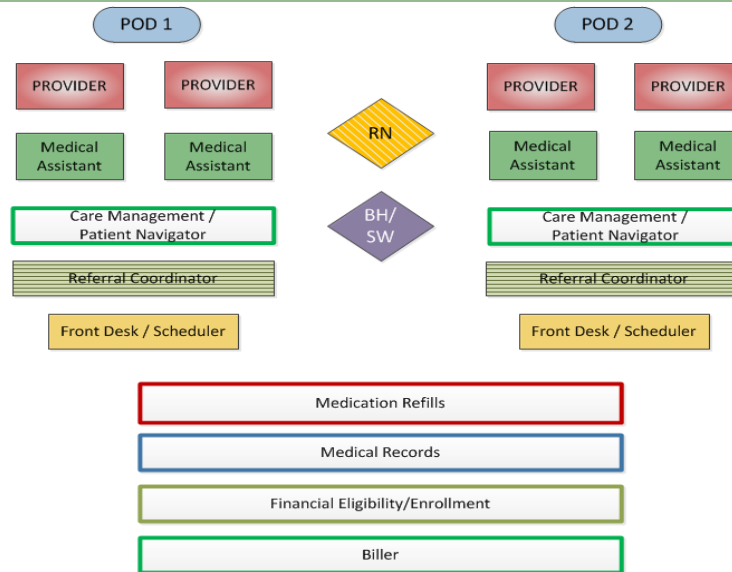 POD 1
POD 2
PROVIDER
PROVIDER
PROVIDER
PROVIDER
Medical
Assistant
Medical
Assistant
RN
Medical
Assistant
Medical
Assistant
Care Management /
Patient Navigator
BH/
SW
Care Management /
Patient Navigator
Referral Coordinator
Referral Coordinator
Front Desk / Scheduler
Front Desk / Scheduler
Medication Refills
Medical Records
Financial Eligibility/Enrollment
Biller